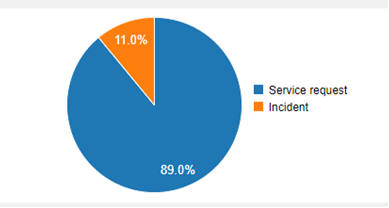 11.0%
Service request
Incident
89.0%